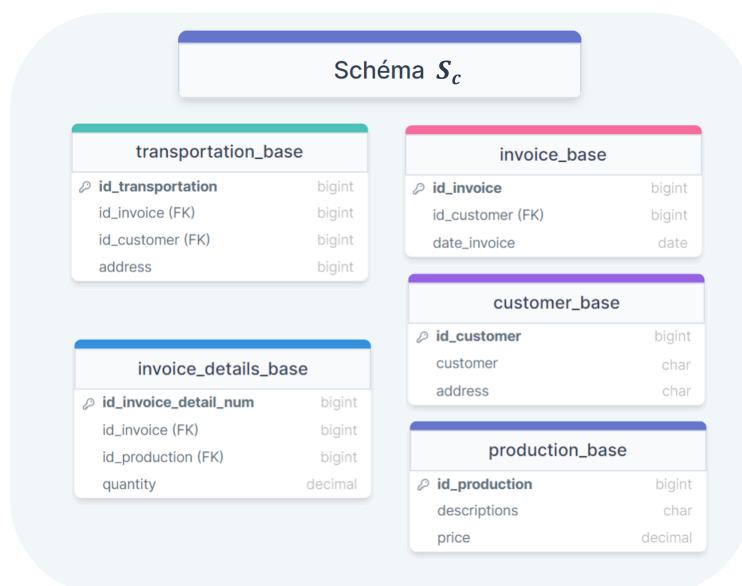 Schéma S_c
transportation_base
id_transportation bigint
id_invoice (FK) bigint
id_customer (FK) bigint
address bigint
invoice_base
id_invoice bigint
id_customer (FK) bigint
date_invoice date
customer_base
id_customer bigint
customer char
address char
invoice_details_base
id_invoice_detail_num bigint
id_invoice (FK) bigint
id_production (FK) bigint
quantity decimal
production_base
id_production bigint
descriptions char
price decimal